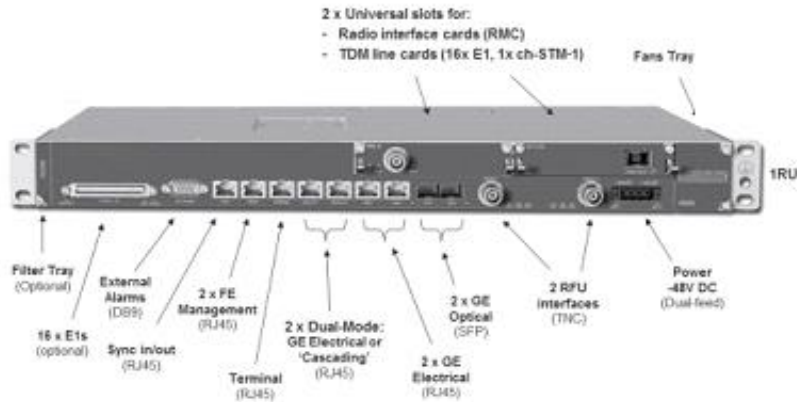 2 x Universal slots for:
- Radio interface cards (RMC)
- TDM line cards (16x E1, 1x ch-STM-1)
Fans Tray
1RU
Filter Tray
(Optional)
16 x E1s
(optional)
External
Alarms
(DB9)
Sync in/out
(RJ45)
2 x FE
Management
(RJ45)
Terminal
(RJ45)
2 x Dual-Mode:
GE Electrical or
'Cascading'
(RJ45)
2 x GE
Electrical
(RJ45)
2 x GE
Optical
(SFP)
2 RFU
interfaces
(TNC)
Power
-48V DC
(Dual-feed)